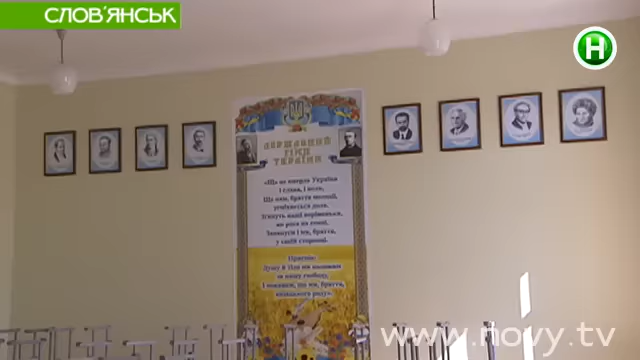 СЛОВ'ЯНСЬК
Н
ДЕРЖАВНИЙ
ГІМН
УКРАЇНИ
«Ще не вмерла Україна
і слава, і воля,
Ще нам, браття молодії,
усміхнеться доля.
Згинуть наші воріженьки,
як роса на сонці.
Запануєм і ми, браття,
у своїй сторонці.
Приспів:
Душу й тіло ми положим
за нашу свободу,
І покажем, що ми, браття,
козацького роду».
www.novy.tv